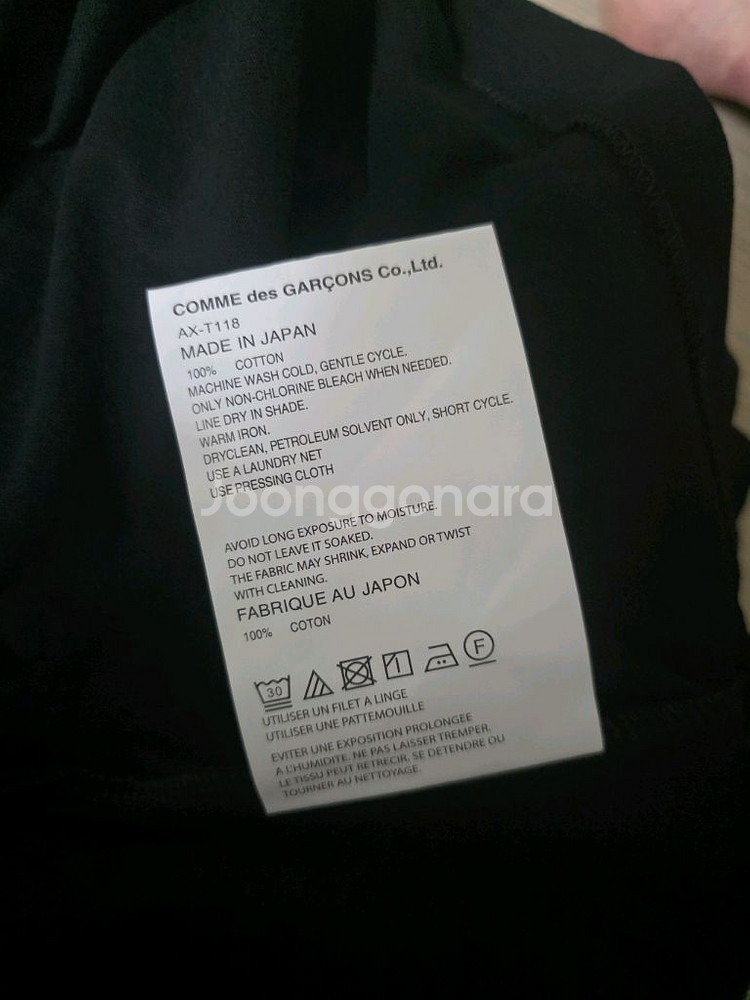 COMME des GARÇONS Co.,Ltd.
AX-T118
MADE IN JAPAN
100% COTTON
MACHINE WASH COLD, GENTLE CYCLE.
ONLY NON-CHLORINE BLEACH WHEN NEEDED.
LINE DRY IN SHADE.
WARM IRON.
DRYCLEAN, PETROLEUM SOLVENT ONLY, SHORT CYCLE.
USE A LAUNDRY NET
USE PRESSING CLOTH
Joonggonara
AVOID LONG EXPOSURE TO MOISTURE.
DO NOT LEAVE IT SOAKED.
THE FABRIC MAY SHRINK, EXPAND OR TWIST
WITH CLEANING.
FABRIQUE AU JAPON
100% COTON
30 F
UTILISER UN FILET A LINGE
UTILISER UNE PATTEMOUILLE
EVITER UNE EXPOSITION PROLONGEE
A L'HUMIDITE. NE PAS LAISSER TREMPER.
LE TISSU PEUT RETRECIR, SE DETENDRE OU
TOURNER AU NETTOYAGE.